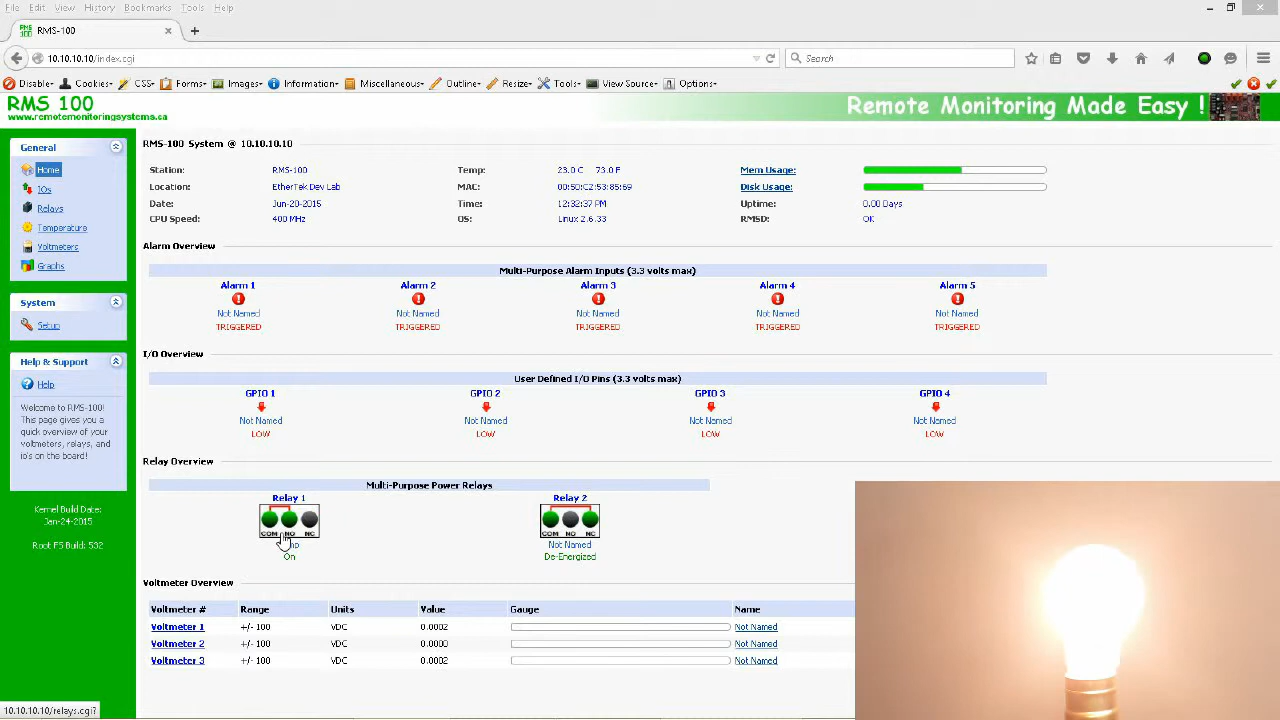 File Edit View History Bookmarks Tools Help
RMS-100
10.10.10.10/index.cgi Search
Disable Cookies CSS Forms Images Information Miscellaneous Outline Resize Tools View Source Options
RMS 100
www.remotemonitoringsystems.ca
Remote Monitoring Made Easy !
General
Home
IOs
Relays
Temperature
Voltmeters
Graphs
System
Setup
Help & Support
Help
Welcome to RMS-100!
This page gives you a
quick overview of your
voltmeters, relays, and
io's on the board!
Kernel Build Date:
Jan-24-2015
Root FS Build: 532
RMS-100 System @ 10.10.10.10
Station: RMS-100 Temp: 23.0 C 73.0 F Mem Usage:
Location: EtherTek Dev Lab MAC: 00:50:C2:53:85:69 Disk Usage:
Date: Jun-20-2015 Time: 12:32:37 PM Uptime: 0.00 Days
CPU Speed: 400 MHz OS: Linux 2.6.33 RMSD: OK
Alarm Overview
Multi-Purpose Alarm Inputs (3.3 volts max)
Alarm 1 Alarm 2 Alarm 3 Alarm 4 Alarm 5
Not Named Not Named Not Named Not Named Not Named
TRIGGERED TRIGGERED TRIGGERED TRIGGERED TRIGGERED
I/O Overview
User Defined I/O Pins (3.3 volts max)
GPIO 1 GPIO 2 GPIO 3 GPIO 4
Not Named Not Named Not Named Not Named
LOW LOW LOW LOW
Relay Overview
Multi-Purpose Power Relays
Relay 1 Relay 2
COM NO NC COM NO NC
Not Named
On De-Energized
Voltmeter Overview
Voltmeter # Range Units Value Gauge Name
Voltmeter 1 +/- 100 VDC 0.0002 Not Named
Voltmeter 2 +/- 100 VDC 0.0000 Not Named
Voltmeter 3 +/- 100 VDC 0.0002 Not Named
10.10.10.10/relays.cgi?